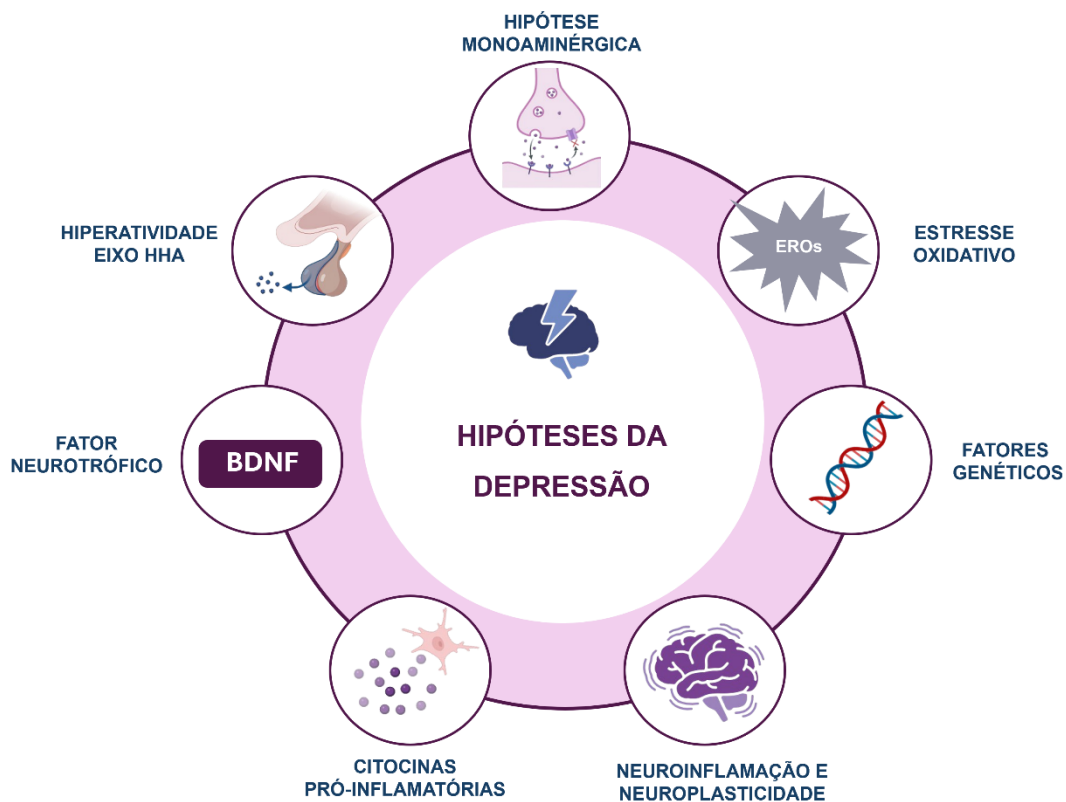 HIPÓTESE
MONOAMINÉRGICA
HIPERATIVIDADE
EIXO HHA
EROs
ESTRESSE
OXIDATIVO
HIPÓTESES DA
DEPRESSÃO
FATOR
NEUROTRÓFICO
BDNF
FATORES
GENÉTICOS
CITOCINAS
PRÓ-INFLAMATÓRIAS
NEUROINFLAMAÇÃO E
NEUROPLASTICIDADE